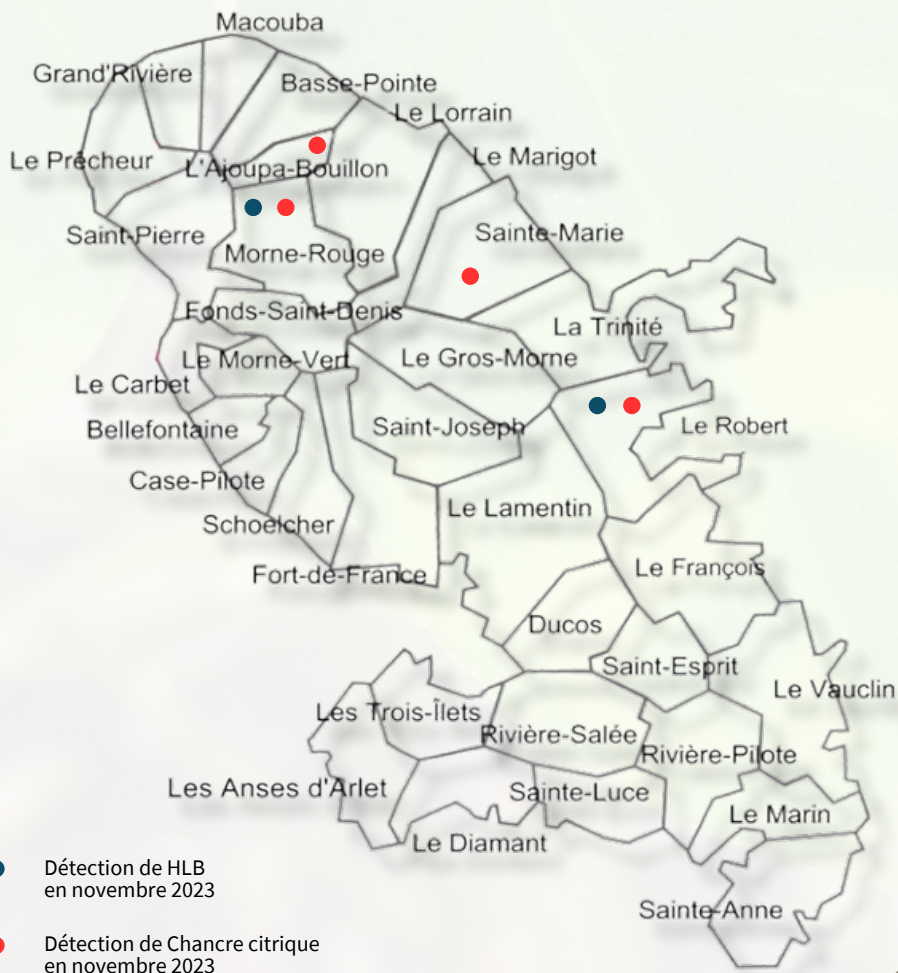 Macouba
Grand'Rivière
Basse-Pointe
Le Lorrain
Le Prêcheur
L'Ajoupa-Bouillon
Le Marigot
Saint-Pierre
Morne-Rouge
Sainte-Marie
Fonds-Saint-Denis
La Trinité
Le Morne-Vert
Le Gros-Morne
Le Carbet
Bellefontaine
Saint-Joseph
Le Robert
Case-Pilote
Le Lamentin
Schoelcher
Fort-de-France
Le François
Ducos
Saint-Esprit
Le Vauclin
Les Trois-Îlets
Rivière-Salée
Rivière-Pilote
Les Anses d'Arlet
Sainte-Luce
Le Marin
Le Diamant
Détection de HLB
en novembre 2023
Sainte-Anne
Détection de Chancre citrique
en novembre 2023